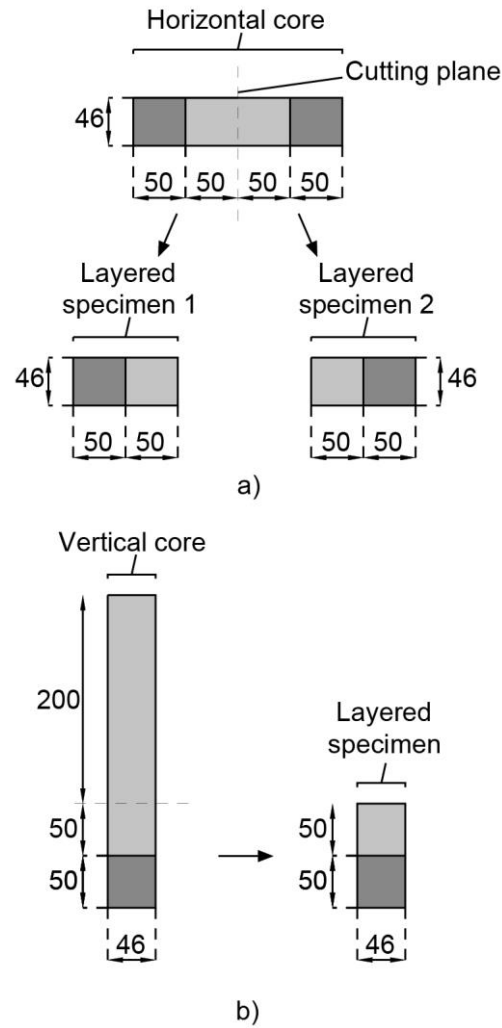 Horizontal core
Cutting plane
46
50 50 50 50
Layered
specimen 1
Layered
specimen 2
46
46
50 50
50 50
a)
Vertical core
200
Layered
specimen
50
50
50
50
46
46
b)